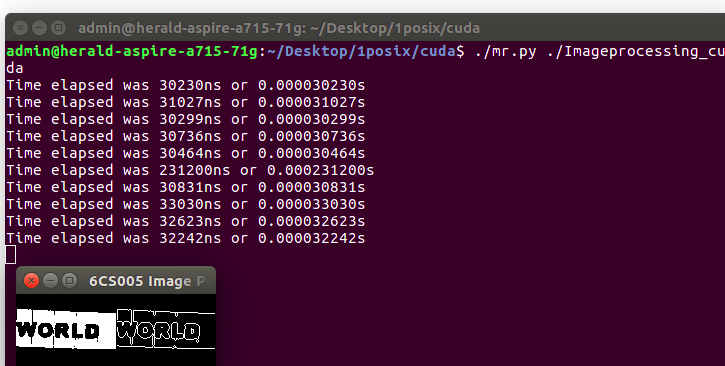 admin@herald-aspire-a715-71g: ~/Desktop/1posix/cuda
admin@herald-aspire-a715-71g:~/Desktop/1posix/cuda$ ./mr.py ./Imageprocessing_cu
da
Time elapsed was 30230ns or 0.000030230s
Time elapsed was 31027ns or 0.000031027s
Time elapsed was 30299ns or 0.000030299s
Time elapsed was 30736ns or 0.000030736s
Time elapsed was 30464ns or 0.000030464s
Time elapsed was 231200ns or 0.000231200s
Time elapsed was 30831ns or 0.000030831s
Time elapsed was 33030ns or 0.000033030s
Time elapsed was 32623ns or 0.000032623s
Time elapsed was 32242ns or 0.000032242s
6CS005 Image P
WORLD WORLD